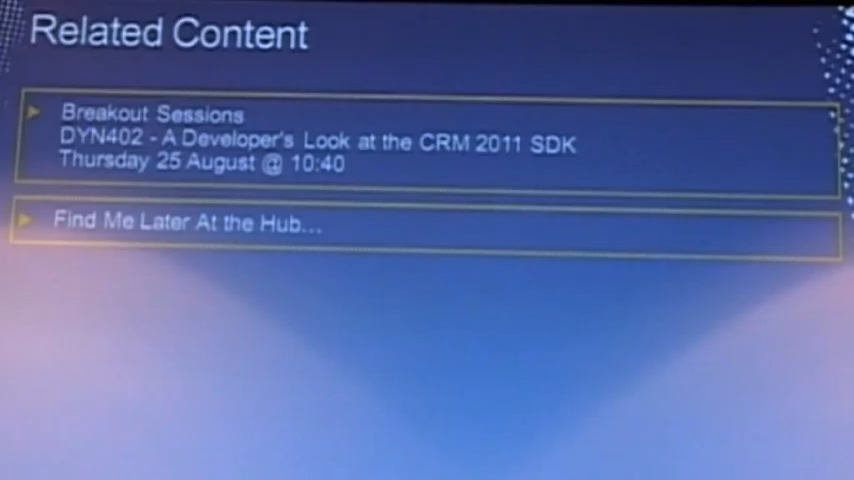 Related Content
Breakout Sessions
DYN402 - A Developer's Look at the CRM 2011 SDK
Thursday 25 August @ 10:40
Find Me Later At the Hub...